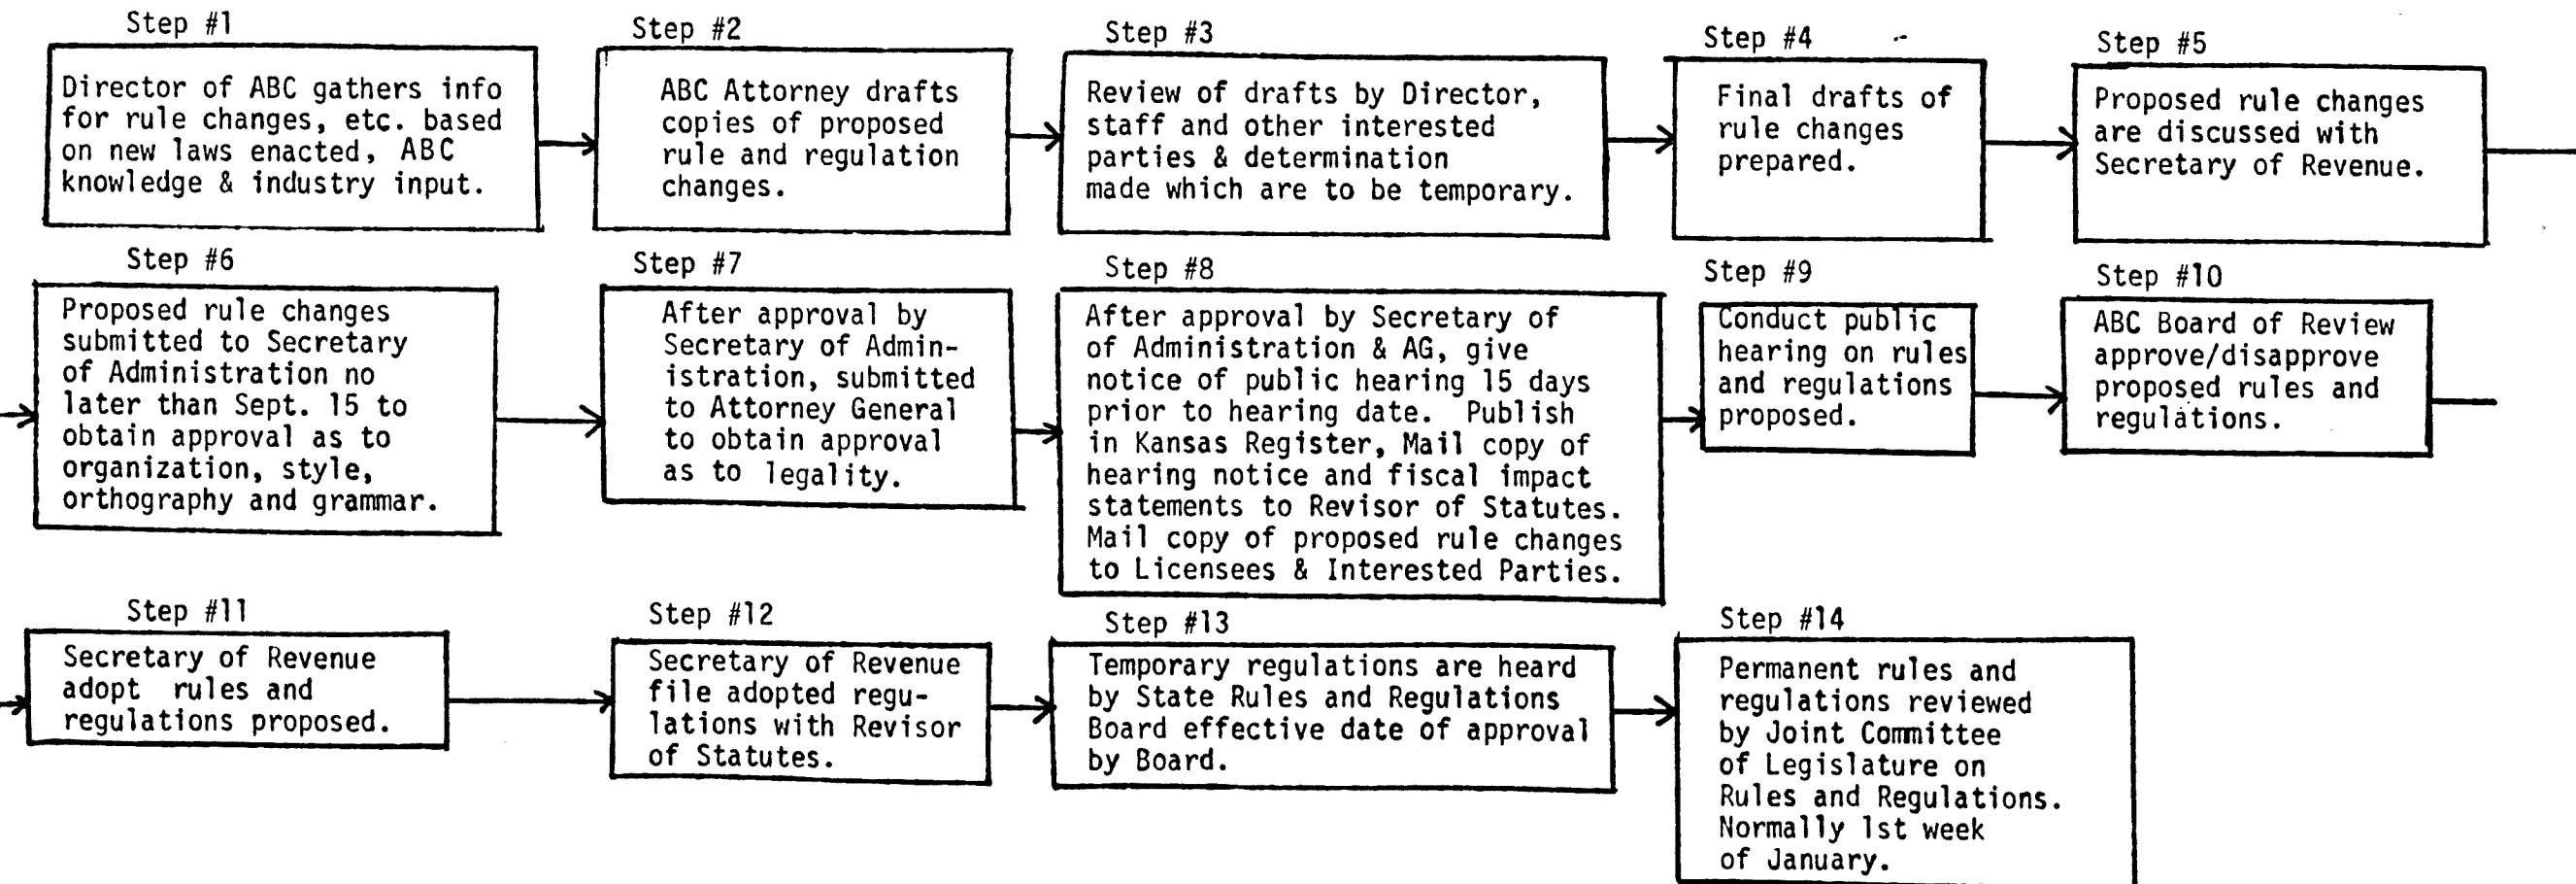 Step #1
Director of ABC gathers info
for rule changes, etc. based
on new laws enacted, ABC
knowledge & industry input.
Step #2
ABC Attorney drafts
copies of proposed
rule and regulation
changes.
Step #3
Review of drafts by Director,
staff and other interested
parties & determination
made which are to be temporary.
Step #4
Final drafts of
rule changes
prepared.
Step #5
Proposed rule changes
are discussed with
Secretary of Revenue.
Step #6
Proposed rule changes
submitted to Secretary
of Administration no
later than Sept. 15 to
obtain approval as to
organization, style,
orthography and grammar.
Step #7
After approval by
Secretary of Admin-
istration, submitted
to Attorney General
to obtain approval
as to legality.
Step #8
After approval by Secretary of
of Administration & AG, give
notice of public hearing 15 days
prior to hearing date. Publish
in Kansas Register, Mail copy of
hearing notice and fiscal impact
statements to Revisor of Statutes.
Mail copy of proposed rule changes
to Licensees & Interested Parties.
Step #9
Conduct public
hearing on rules
and regulations
proposed.
Step #10
ABC Board of Review
approve/disapprove
proposed rules and
regulations.
Step #11
Secretary of Revenue
adopt rules and
regulations proposed.
Step #12
Secretary of Revenue
file adopted regu-
lations with Revisor
of Statutes.
Step #13
Temporary regulations are heard
by State Rules and Regulations
Board effective date of approval
by Board.
Step #14
Permanent rules and
regulations reviewed
by Joint Committee
of Legislature on
Rules and Regulations.
Normally 1st week
of January.